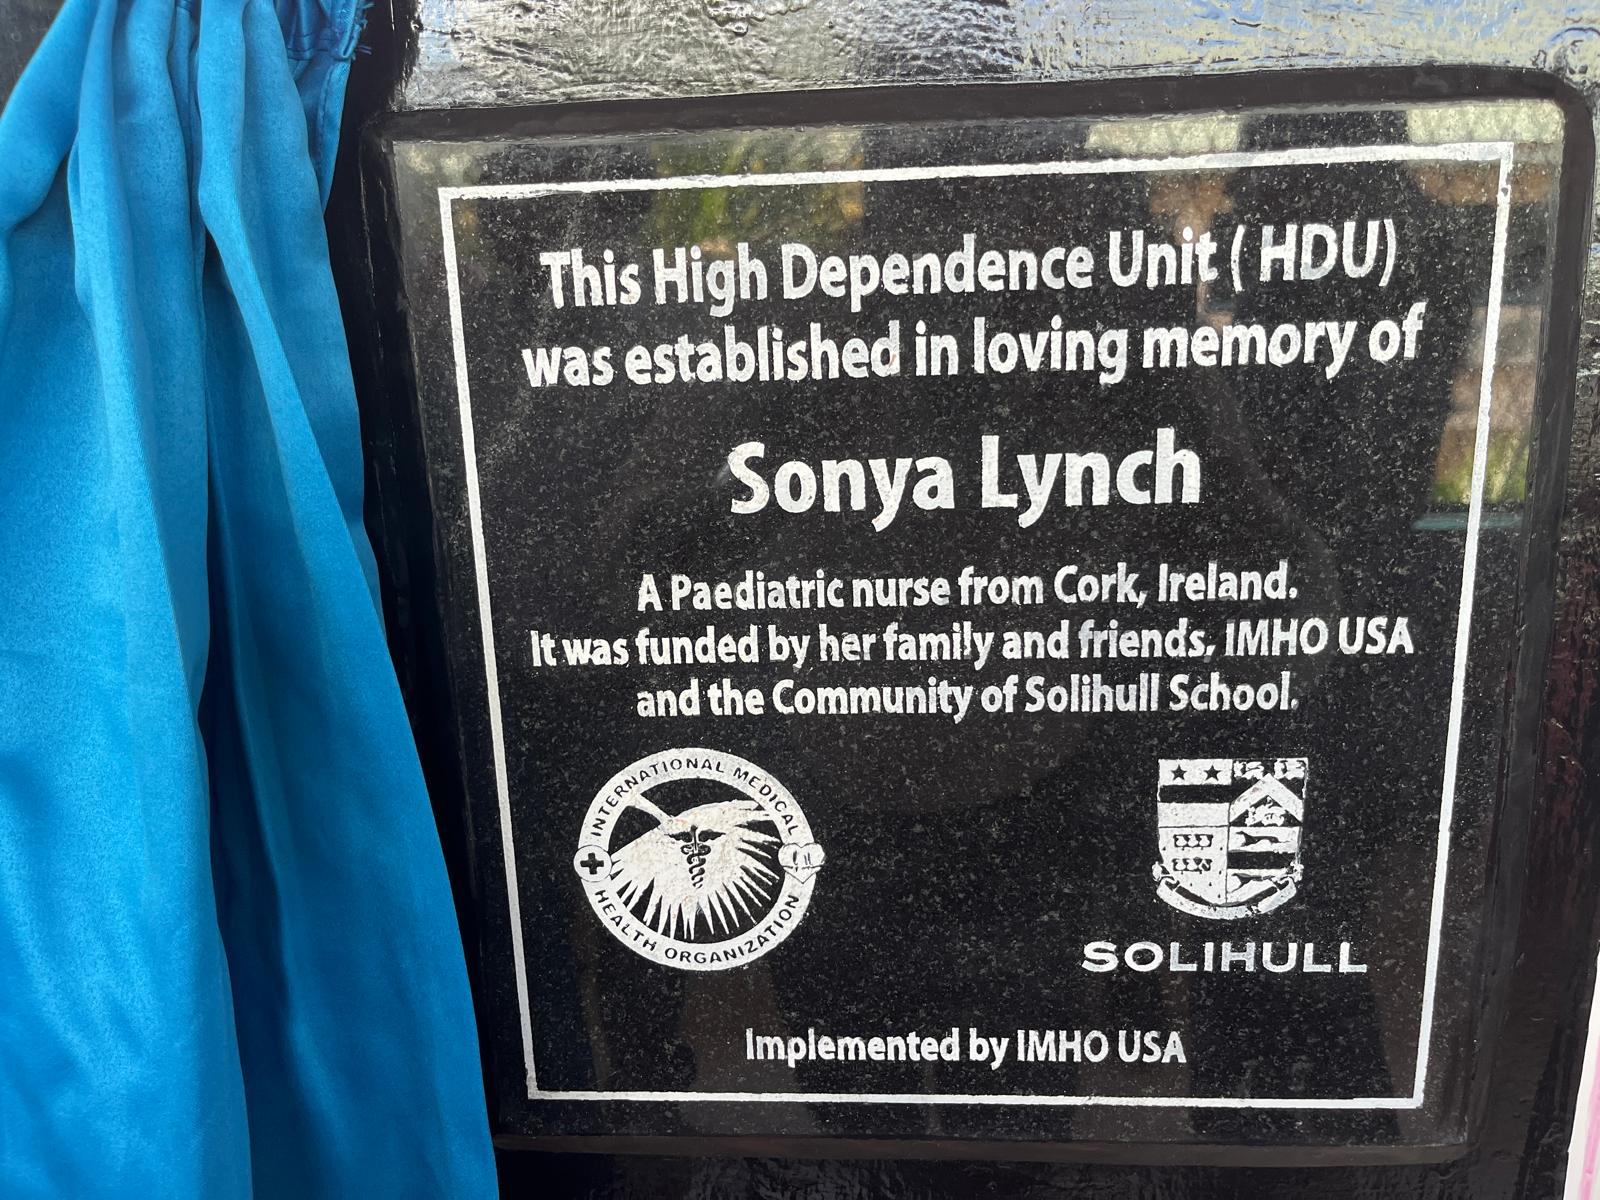 This High Dependence Unit ( HDU)
was established in loving memory of
Sonya Lynch
A Paediatric nurse from Cork, Ireland.
It was funded by her family and friends, IMHO USA
and the Community of Solihull School.
INTERNATIONAL MEDICAL
HEALTH ORGANIZATION
SOLIHULL
Implemented by IMHO USA